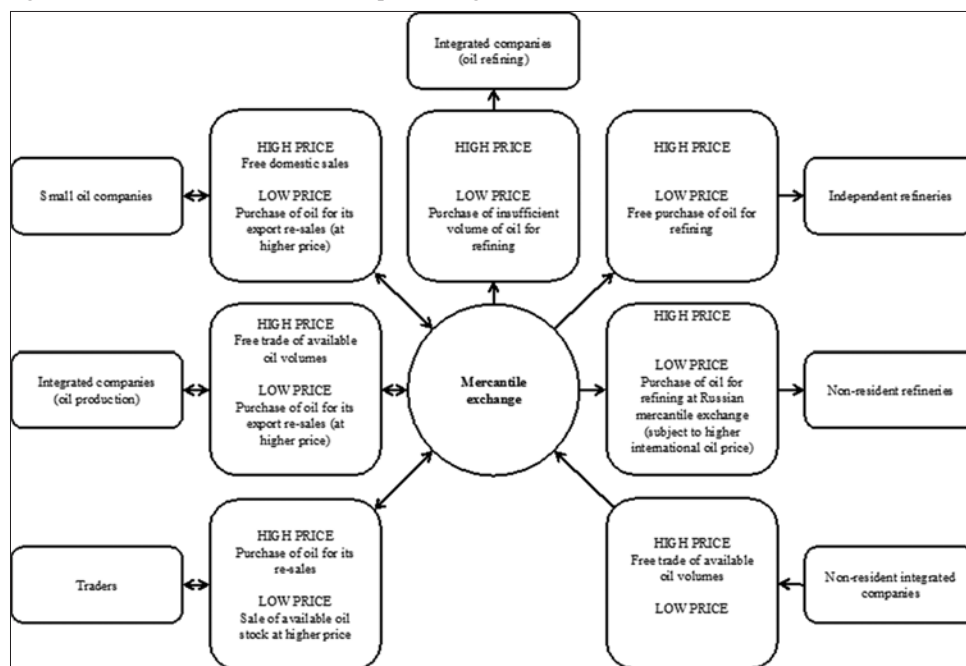 Integrated companies
(oil refining)
Small oil companies
HIGH PRICE
Free domestic sales
LOW PRICE
Purchase of oil for its
export re-sales (at
higher price)
HIGH PRICE
LOW PRICE
Purchase of insufficient
volume of oil for
refining
HIGH PRICE
LOW PRICE
Free purchase of oil for
refining
Independent refineries
Integrated companies
(oil production)
HIGH PRICE
Free trade of available
oil volumes
LOW PRICE
Purchase of oil for its
export re-sales (at
higher price)
Mercantile
exchange
HIGH PRICE
LOW PRICE
Purchase of oil for
refining at Russian
mercantile exchange
(subject to higher
international oil price)
Non-resident refineries
Traders
HIGH PRICE
Purchase of oil for its
re-sales
LOW PRICE
Sale of available oil
stock at higher price
HIGH PRICE
Free trade of available
oil volumes
LOW PRICE
Non-resident integrated
companies